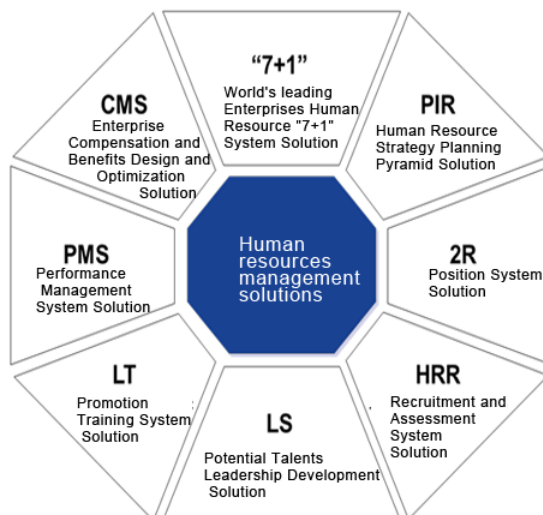 “7+1”
World's leading
Enterprises Human
Resource "7+1"
System Solution
PIR
Human Resource
Strategy Planning
Pyramid Solution
2R
Position System
Solution
HRR
Recruitment and
Assessment
System
Solution
LS
Potential Talents
Leadership Development
Solution
LT
Promotion
Training System
Solution
PMS
Performance
Management
System Solution
CMS
Enterprise
Compensation and
Benefits Design and
Optimization
Solution
Human
resources
management
solutions